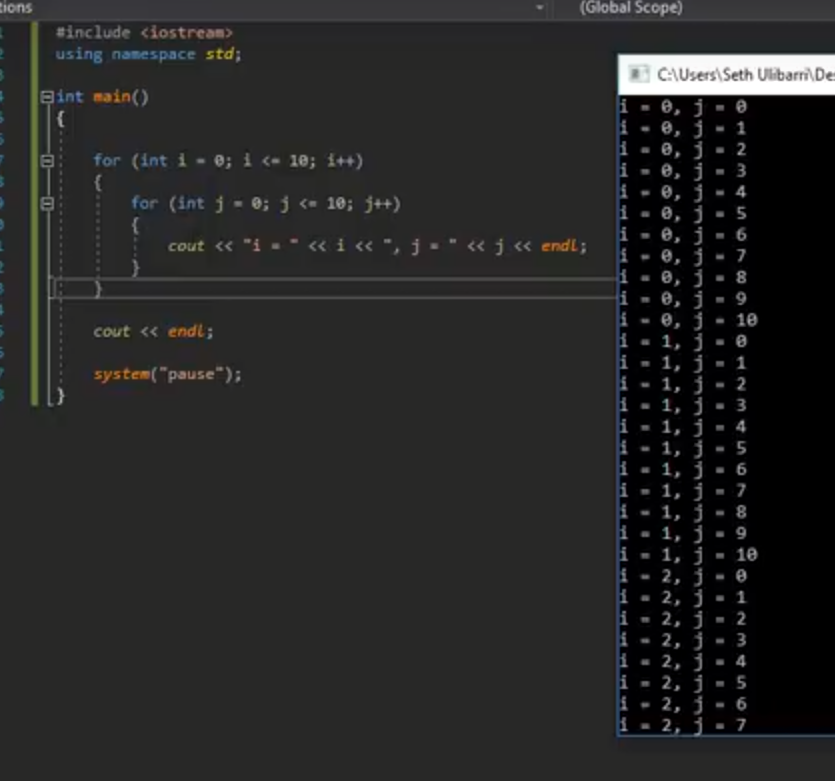 tions
(Global Scope)
#include <iostream>
using namespace std;
int main()
{
for (int i = 0; i <= 10; i++)
{
for (int j = 0; j <= 10; j++)
{
cout << "i = " << i << ", j = " << j << endl;
}
}
cout << endl;
system("pause");
}
C:\Users\Seth Ulibarri\De
i = 0, j = 0
i = 0, j = 1
i = 0, j = 2
i = 0, j = 3
i = 0, j = 4
i = 0, j = 5
i = 0, j = 6
i = 0, j = 7
i = 0, j = 8
i = 0, j = 9
i = 0, j = 10
i = 1, j = 0
i = 1, j = 1
i = 1, j = 2
i = 1, j = 3
i = 1, j = 4
i = 1, j = 5
i = 1, j = 6
i = 1, j = 7
i = 1, j = 8
i = 1, j = 9
i = 1, j = 10
i = 2, j = 0
i = 2, j = 1
i = 2, j = 2
i = 2, j = 3
i = 2, j = 4
i = 2, j = 5
i = 2, j = 6
i = 2, j = 7